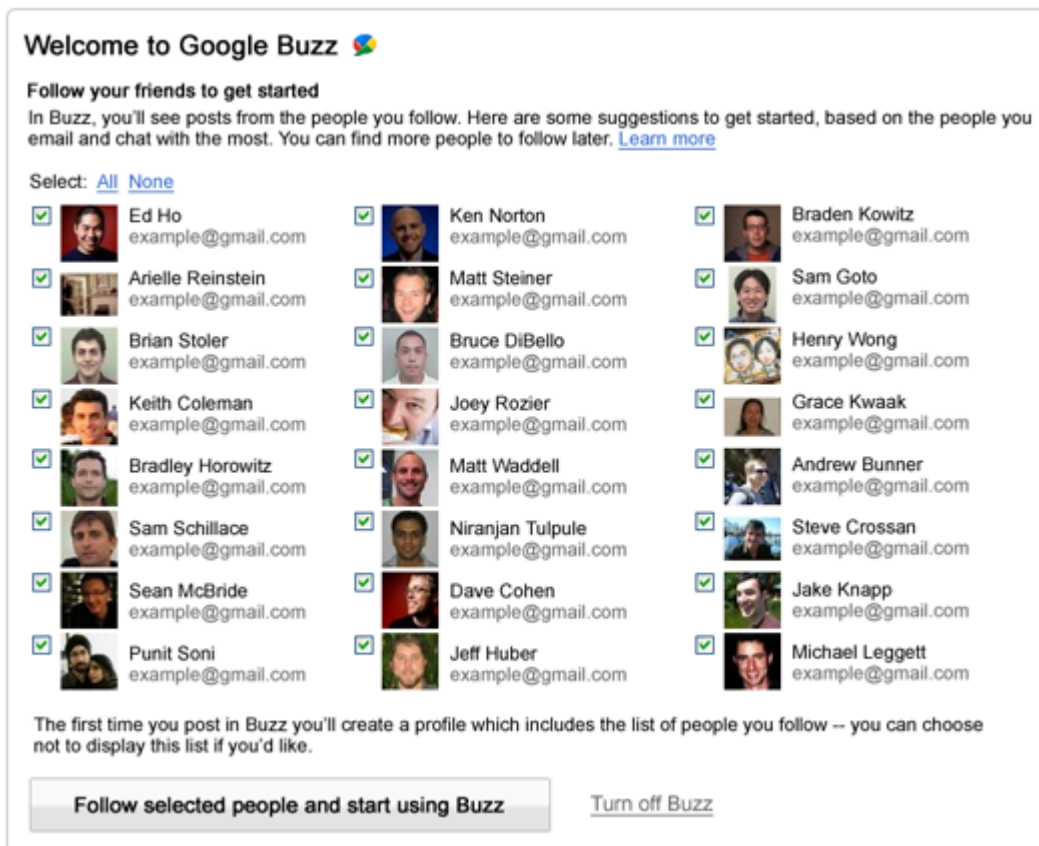 Welcome to Google Buzz
Follow your friends to get started
In Buzz, you'll see posts from the people you follow. Here are some suggestions to get started, based on the people you
email and chat with the most. You can find more people to follow later. Learn more
Select: All None
Ed Ho
example@gmail.com
Ken Norton
example@gmail.com
Braden Kowitz
example@gmail.com
Arielle Reinstein
example@gmail.com
Matt Steiner
example@gmail.com
Sam Goto
example@gmail.com
Brian Stoler
example@gmail.com
Bruce DiBello
example@gmail.com
Henry Wong
example@gmail.com
Keith Coleman
example@gmail.com
Joey Rozier
example@gmail.com
Grace Kwaak
example@gmail.com
Bradley Horowitz
example@gmail.com
Matt Waddell
example@gmail.com
Andrew Bunner
example@gmail.com
Sam Schillace
example@gmail.com
Niranjan Tulpule
example@gmail.com
Steve Crossan
example@gmail.com
Sean McBride
example@gmail.com
Dave Cohen
example@gmail.com
Jake Knapp
example@gmail.com
Punit Soni
example@gmail.com
Jeff Huber
example@gmail.com
Michael Leggett
example@gmail.com
The first time you post in Buzz you'll create a profile which includes the list of people you follow -- you can choose
not to display this list if you'd like.
Follow selected people and start using Buzz
Turn off Buzz